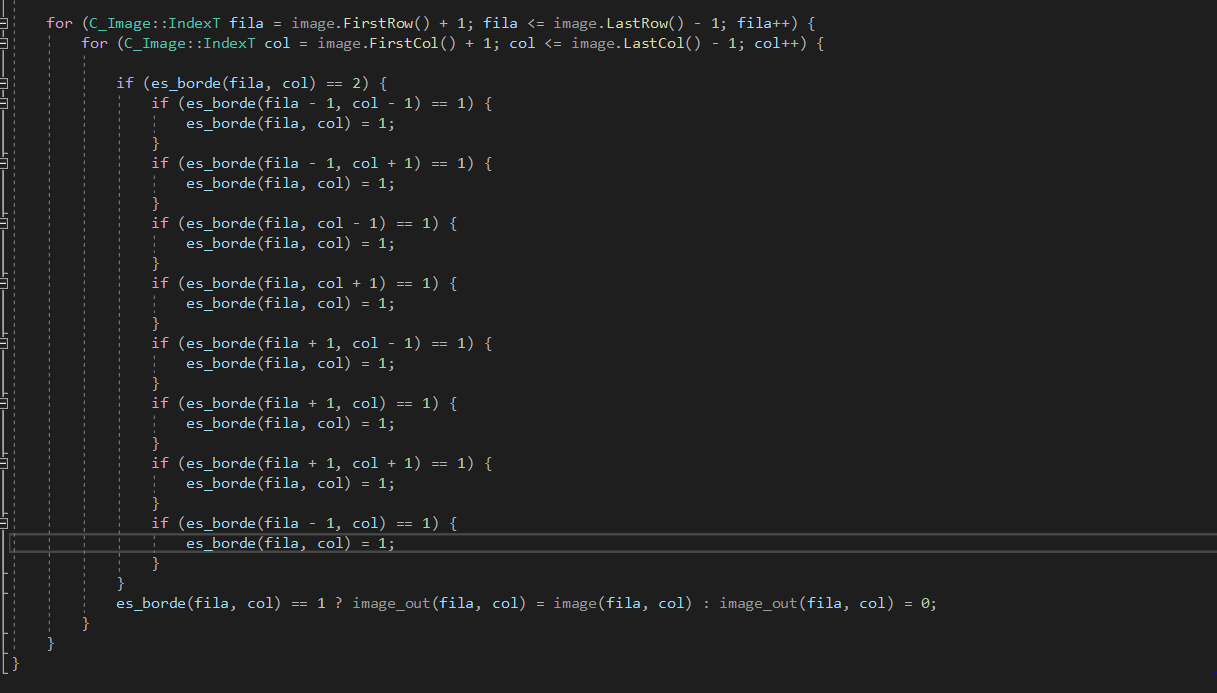 for (C_Image::IndexT fila = image.FirstRow() + 1; fila <= image.LastRow() - 1; fila++) {
for (C_Image::IndexT col = image.FirstCol() + 1; col <= image.LastCol() - 1; col++) {
if (es_borde(fila, col) == 2) {
if (es_borde(fila - 1, col - 1) == 1) {
es_borde(fila, col) = 1;
}
if (es_borde(fila - 1, col + 1) == 1) {
es_borde(fila, col) = 1;
}
if (es_borde(fila, col - 1) == 1) {
es_borde(fila, col) = 1;
}
if (es_borde(fila, col + 1) == 1) {
es_borde(fila, col) = 1;
}
if (es_borde(fila + 1, col - 1) == 1) {
es_borde(fila, col) = 1;
}
if (es_borde(fila + 1, col) == 1) {
es_borde(fila, col) = 1;
}
if (es_borde(fila + 1, col + 1) == 1) {
es_borde(fila, col) = 1;
}
if (es_borde(fila - 1, col) == 1) {
es_borde(fila, col) = 1;
}
}
es_borde(fila, col) == 1 ? image_out(fila, col) = image(fila, col) : image_out(fila, col) = 0;
}
}
}